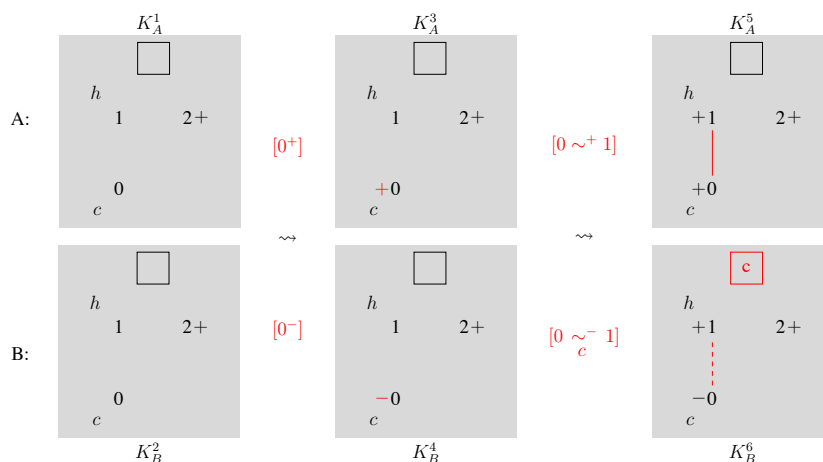 K_A^1 K_A^3 K_A^5
h h h
A: 1 2+ [0^+] 1 2+ [0 ∼^+ 1] +1 2+
0 +0 +0
c c c
⇝ ⇝
c
h h h
B: 1 2+ [0^-] 1 2+ [0 ∼_c^- 1] +1 2+
0 −0 −0
c c c
K_B^2 K_B^4 K_B^6